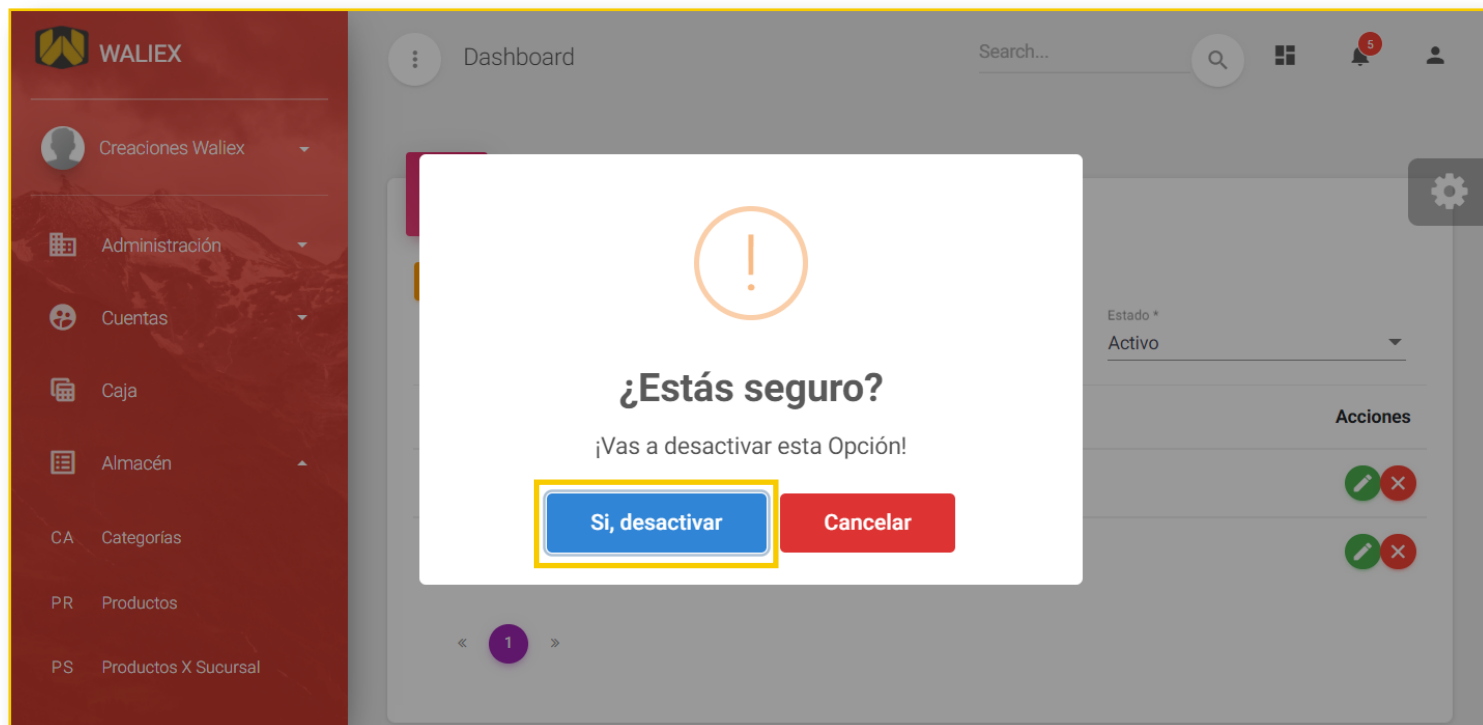 WALIEX
Dashboard
Search...
5
Creaciones Waliex
Administración
Cuentas
Caja
Almacén
CA Categorías
PR Productos
PS Productos X Sucursal
Estado *
Activo
Acciones
¿Estás seguro?
¡Vas a desactivar esta Opción!
Si, desactivar
Cancelar
« 1 »